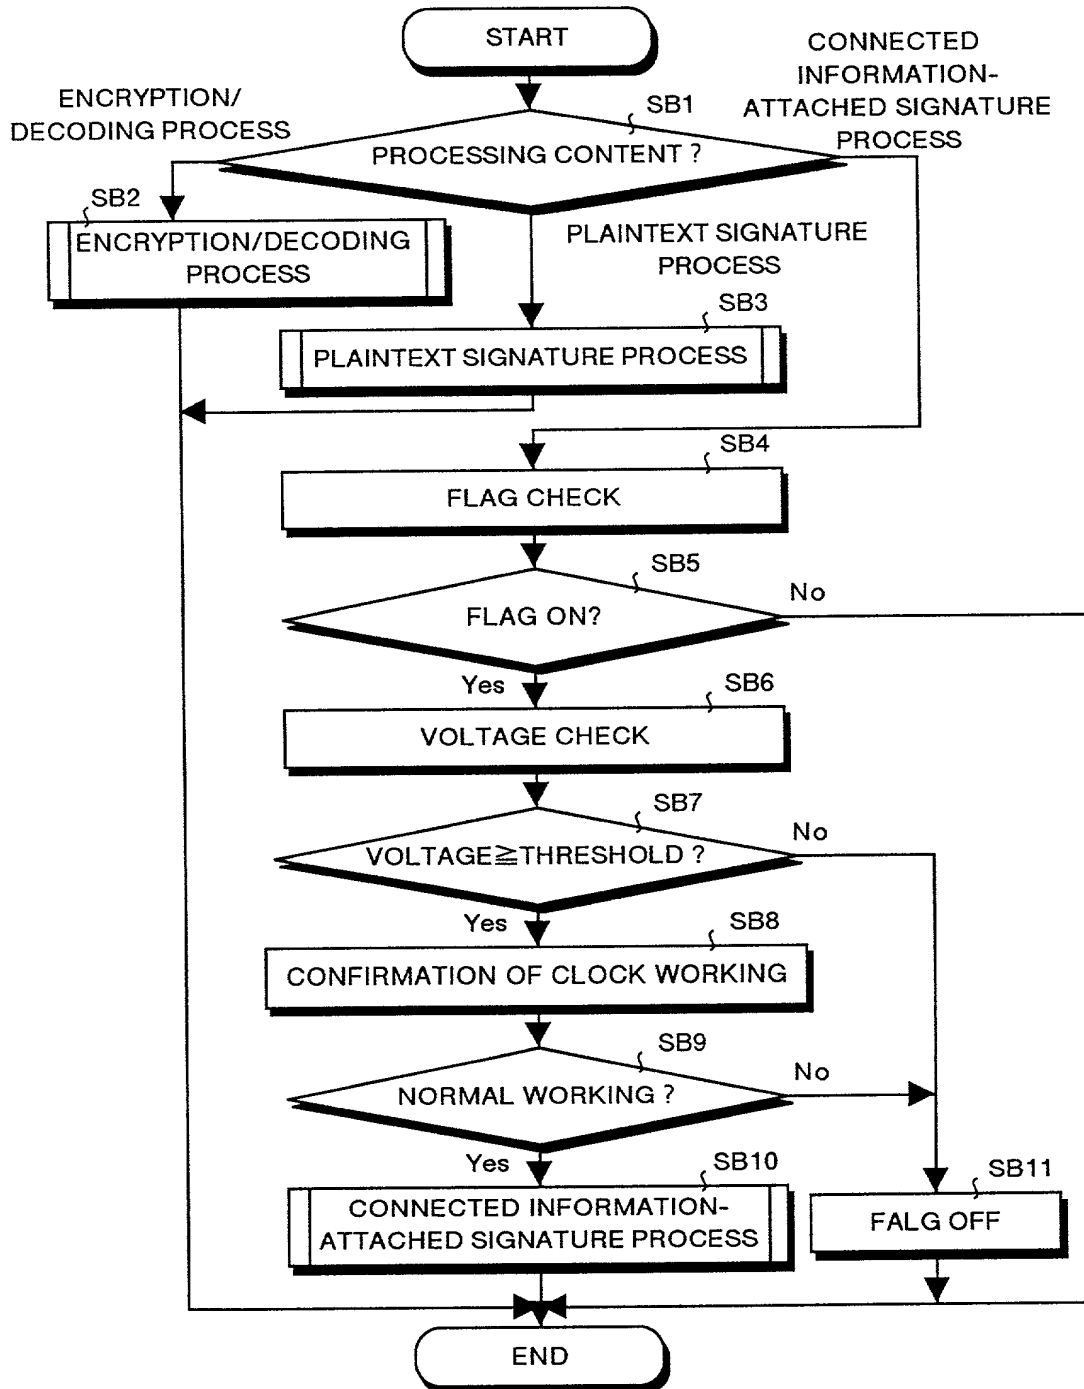 START
CONNECTED
INFORMATION-
ATTACHED SIGNATURE
PROCESS
ENCRYPTION/
DECODING PROCESS
SB1
PROCESSING CONTENT ?
SB2
ENCRYPTION/DECODING
PROCESS
PLAINTEXT SIGNATURE
PROCESS
SB3
PLAINTEXT SIGNATURE PROCESS
SB4
FLAG CHECK
SB5
FLAG ON?
No
Yes
SB6
VOLTAGE CHECK
SB7
VOLTAGE≧THRESHOLD ?
No
Yes
SB8
CONFIRMATION OF CLOCK WORKING
SB9
NORMAL WORKING ?
No
Yes
SB10
CONNECTED INFORMATION-
ATTACHED SIGNATURE PROCESS
SB11
FALG OFF
END